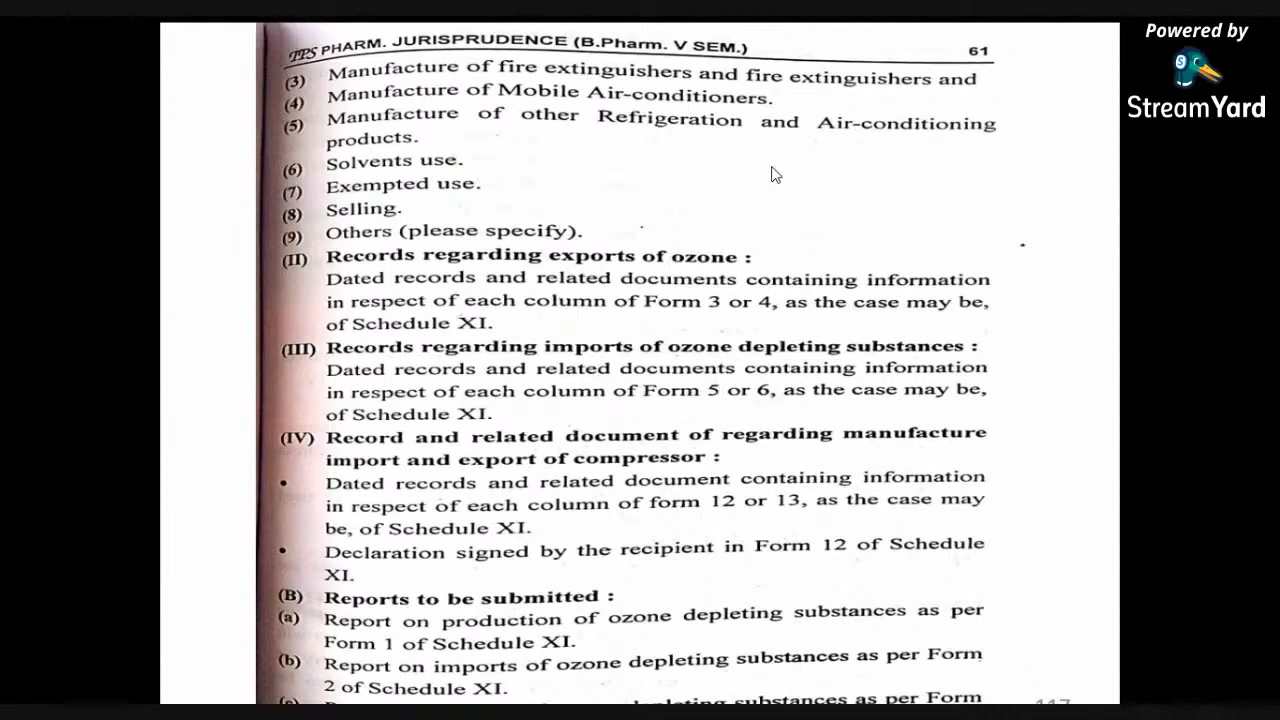 Powered by
StreamYard
TPS PHARM. JURISPRUDENCE (B.Pharm. V SEM.) 61
(3) Manufacture of fire extinguishers and fire extinguishers and
(4) Manufacture of Mobile Air-conditioners.
(5) Manufacture of other Refrigeration and Air-conditioning
products.
(6) Solvents use.
(7) Exempted use.
(8) Selling.
(9) Others (please specify).
(II) Records regarding exports of ozone :
Dated records and related documents containing information
in respect of each column of Form 3 or 4, as the case may be,
of Schedule XI.
(III) Records regarding imports of ozone depleting substances :
Dated records and related documents containing information
in respect of each column of Form 5 or 6, as the case may be,
of Schedule XI.
(IV) Record and related document of regarding manufacture
import and export of compressor :
• Dated records and related document containing information
in respect of each column of form 12 or 13, as the case may
be, of Schedule XI.
• Declaration signed by the recipient in Form 12 of Schedule
XI.
(B) Reports to be submitted :
(a) Report on production of ozone depleting substances as per
Form 1 of Schedule XI.
(b) Report on imports of ozone depleting substances as per Form
2 of Schedule XI.
substances as per Form